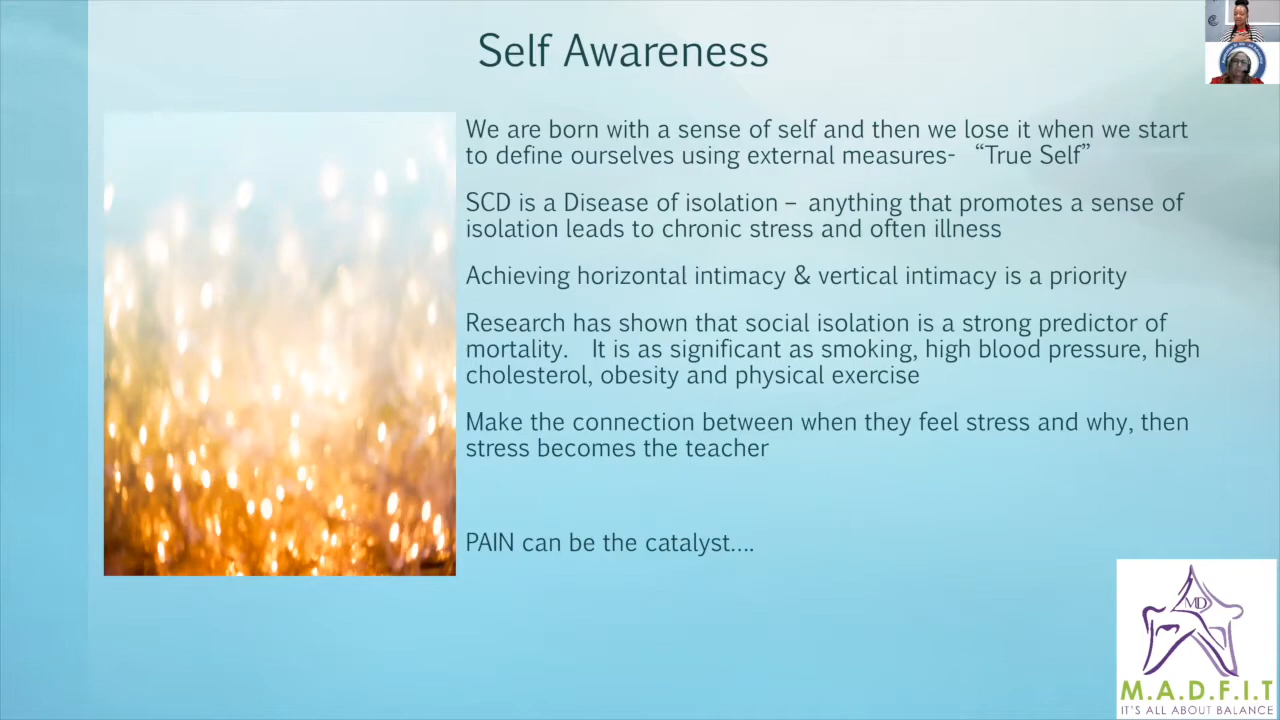 Self Awareness
We are born with a sense of self and then we lose it when we start
to define ourselves using external measures- “True Self”
SCD is a Disease of isolation – anything that promotes a sense of
isolation leads to chronic stress and often illness
Achieving horizontal intimacy & vertical intimacy is a priority
Research has shown that social isolation is a strong predictor of
mortality. It is as significant as smoking, high blood pressure, high
cholesterol, obesity and physical exercise
Make the connection between when they feel stress and why, then
stress becomes the teacher
PAIN can be the catalyst....
MD
M.A.D.F.I.T
IT'S ALL ABOUT BALANCE